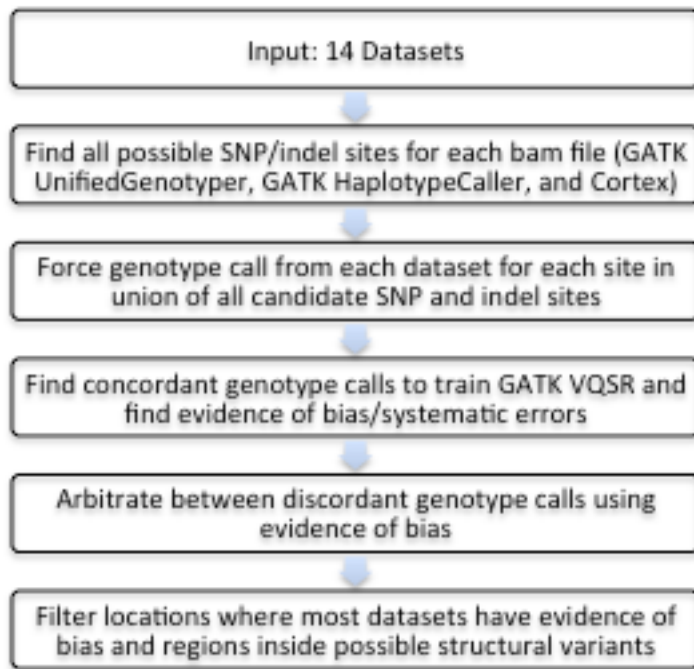 Input: 14 Datasets
Find all possible SNP/indel sites for each bam file (GATK
UnifiedGenotyper, GATK HaplotypeCaller, and Cortex)
Force genotype call from each dataset for each site in
union of all candidate SNP and indel sites
Find concordant genotype calls to train GATK VQSR and
find evidence of bias/systematic errors
Arbitrate between discordant genotype calls using
evidence of bias
Filter locations where most datasets have evidence of
bias and regions inside possible structural variants